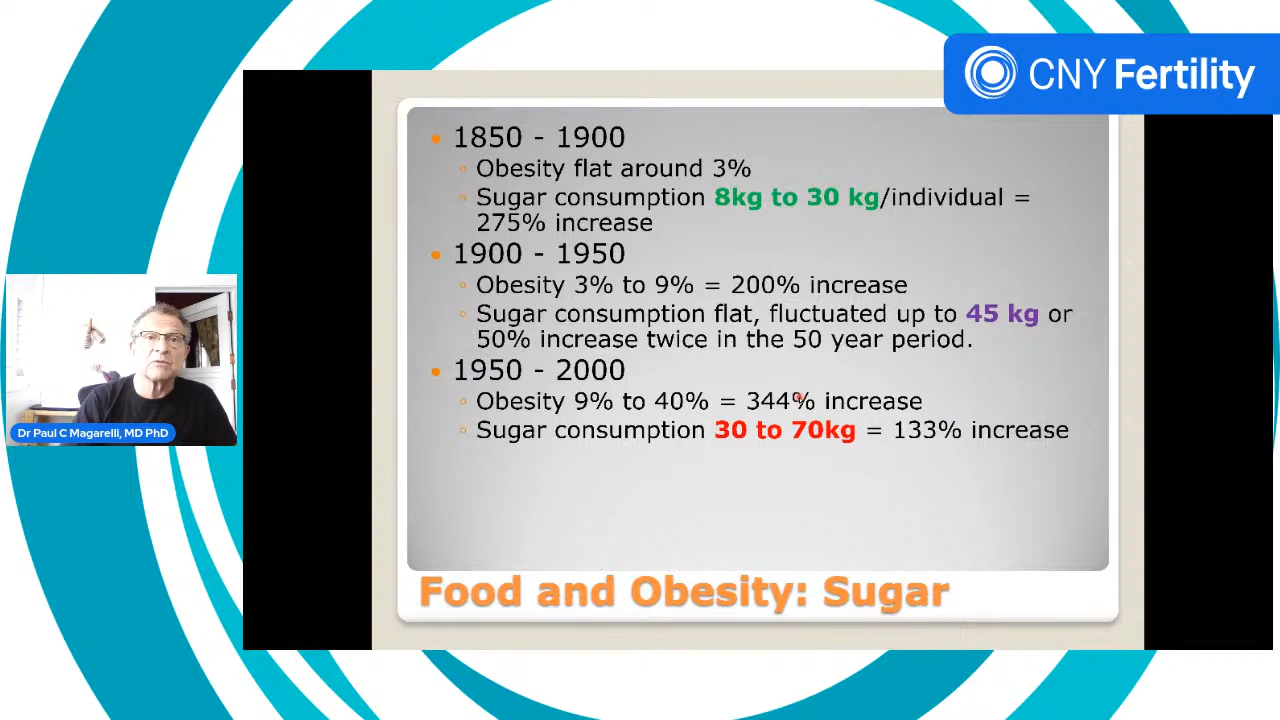 CNY Fertility
• 1850 - 1900
◦ Obesity flat around 3%
◦ Sugar consumption 8kg to 30 kg/individual =
275% increase
• 1900 - 1950
◦ Obesity 3% to 9% = 200% increase
◦ Sugar consumption flat, fluctuated up to 45 kg or
50% increase twice in the 50 year period.
• 1950 - 2000
◦ Obesity 9% to 40% = 344% increase
◦ Sugar consumption 30 to 70kg = 133% increase
Dr Paul C Magarelli, MD PhD
Food and Obesity: Sugar